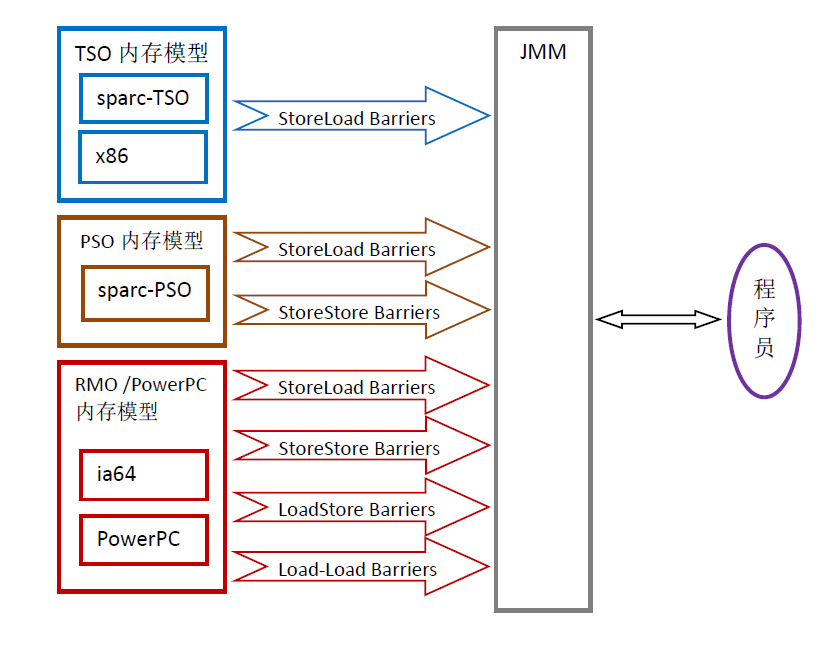 TSO 内存模型
sparc-TSO
x86
StoreLoad Barriers
PSO 内存模型
sparc-PSO
StoreLoad Barriers
StoreStore Barriers
RMO /PowerPC
内存模型
ia64
PowerPC
StoreLoad Barriers
StoreStore Barriers
LoadStore Barriers
Load-Load Barriers
JMM
程
序
员